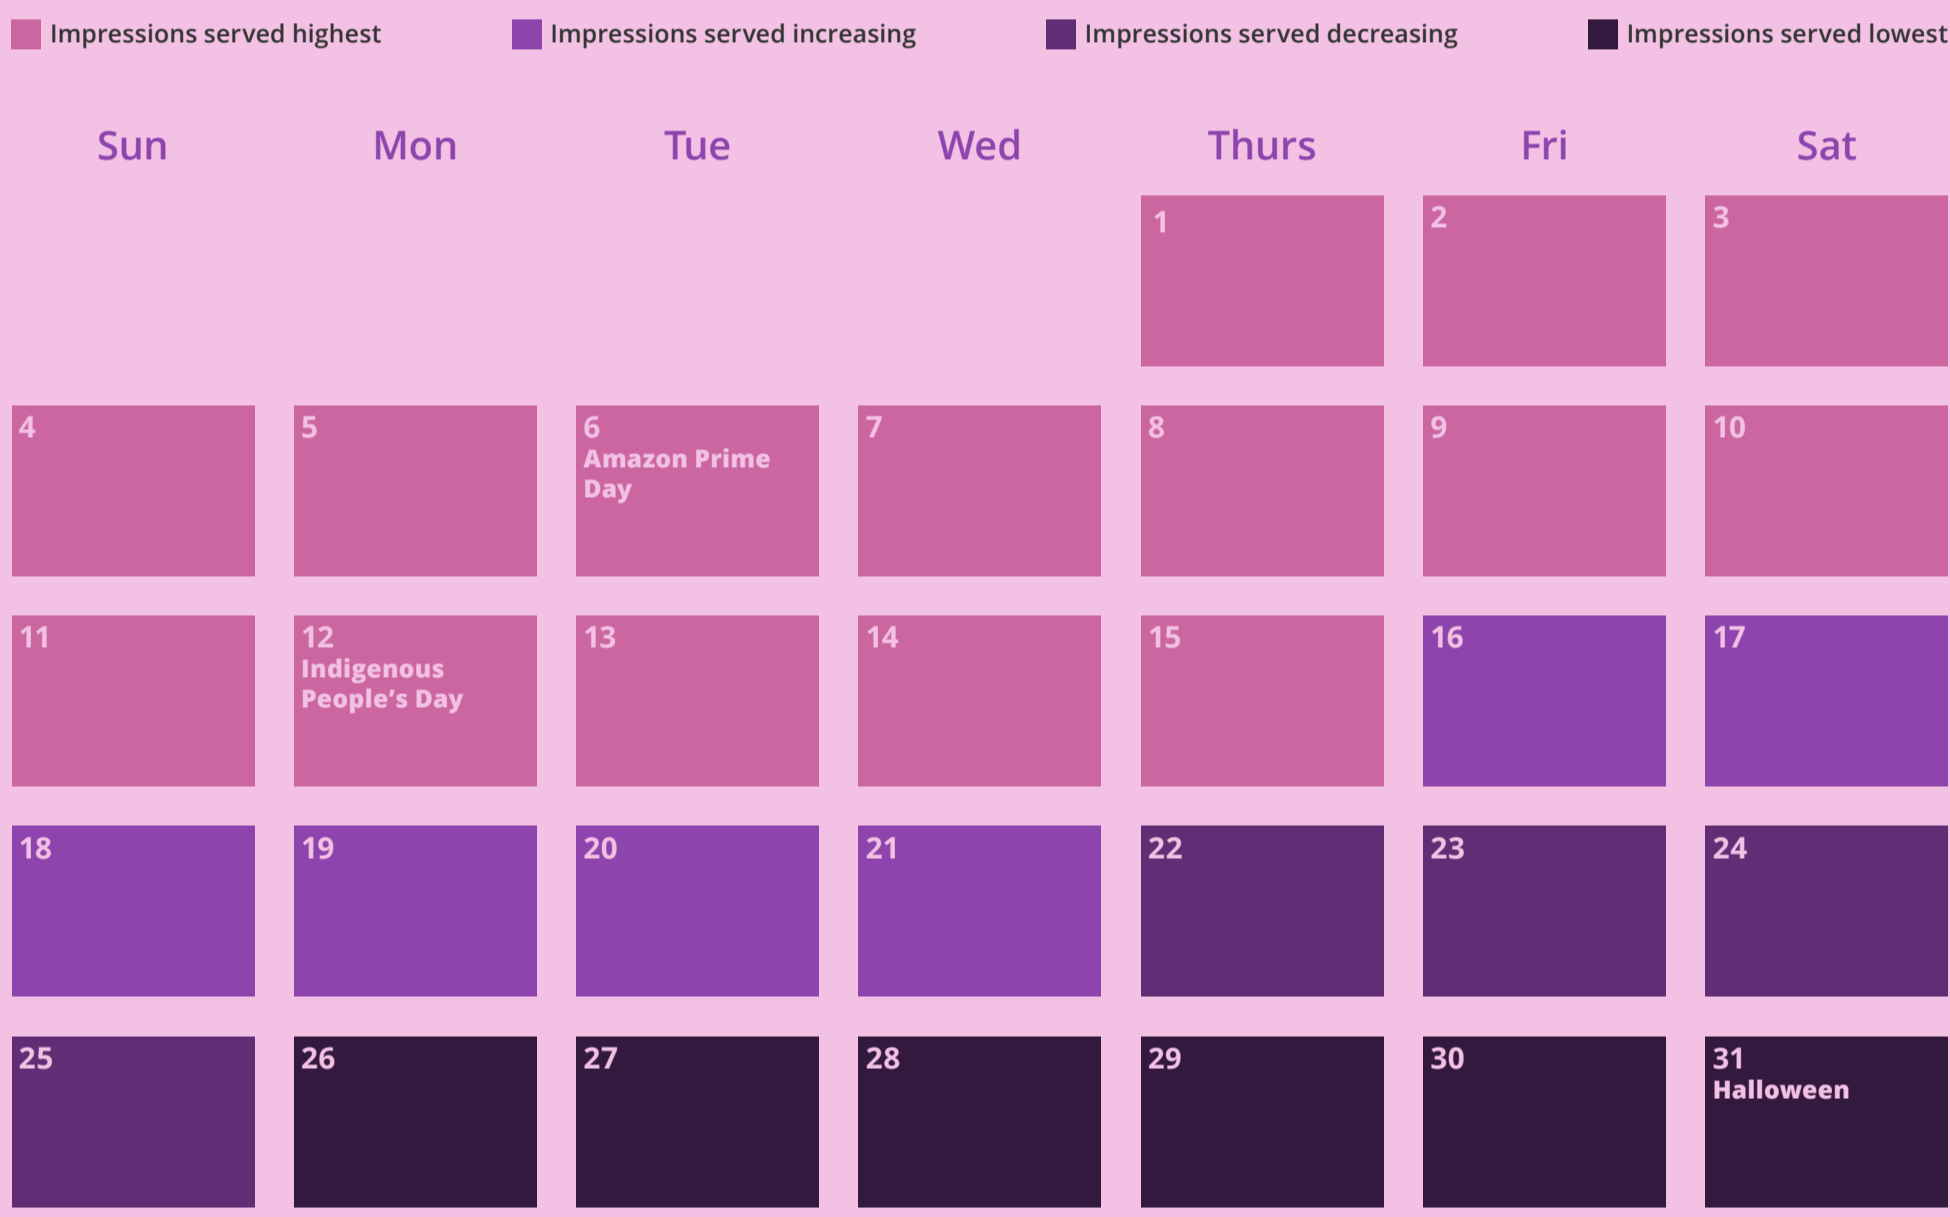 Impressions served highest
Impressions served increasing
Impressions served decreasing
Impressions served lowest
Sun Mon Tue Wed Thurs Fri Sat
1 2 3
4 5 6 7 8 9 10
Amazon Prime
Day
11 12 13 14 15 16 17
Indigenous
People’s Day
18 19 20 21 22 23 24
25 26 27 28 29 30 31
Halloween